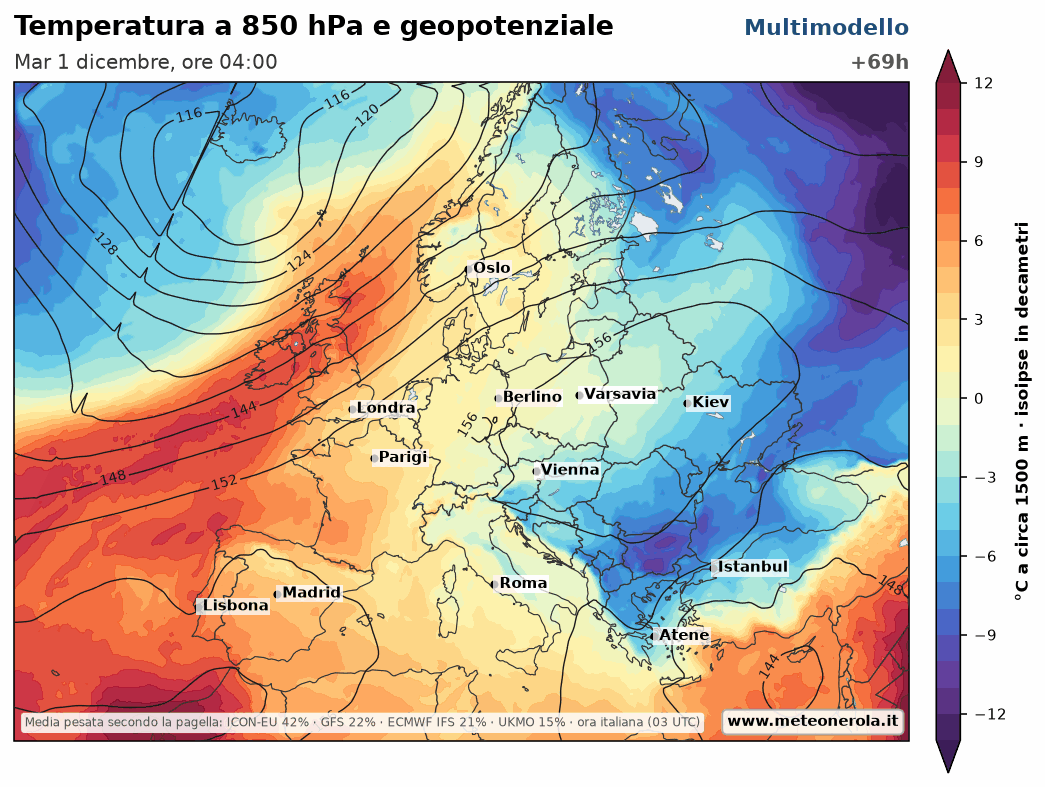 Temperatura a 850 hPa e geopotenziale
Multimodello
Mar 1 dicembre, ore 04:00
+69h
116
116
120
128
124
Oslo
156
144
Londra
Berlino
Varsavia
Kiev
156
Parigi
Vienna
148
152
Istanbul
Roma
Madrid
Lisbona
148
Atene
144
Media pesata secondo la pagella: ICON-EU 42% · GFS 22% · ECMWF IFS 21% · UKMO 15% · ora italiana (03 UTC)
www.meteonerola.it
12
9
6
3
0
−3
−6
−9
−12
°C a circa 1500 m · isoipse in decametri